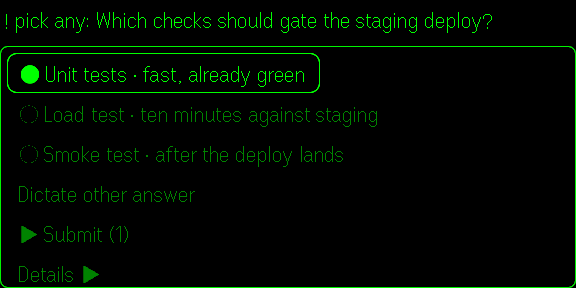 ! pick any: Which checks should gate the staging deploy?
● Unit tests · fast, already green
○ Load test · ten minutes against staging
○ Smoke test · after the deploy lands
Dictate other answer
▶ Submit (1)
Details ▶